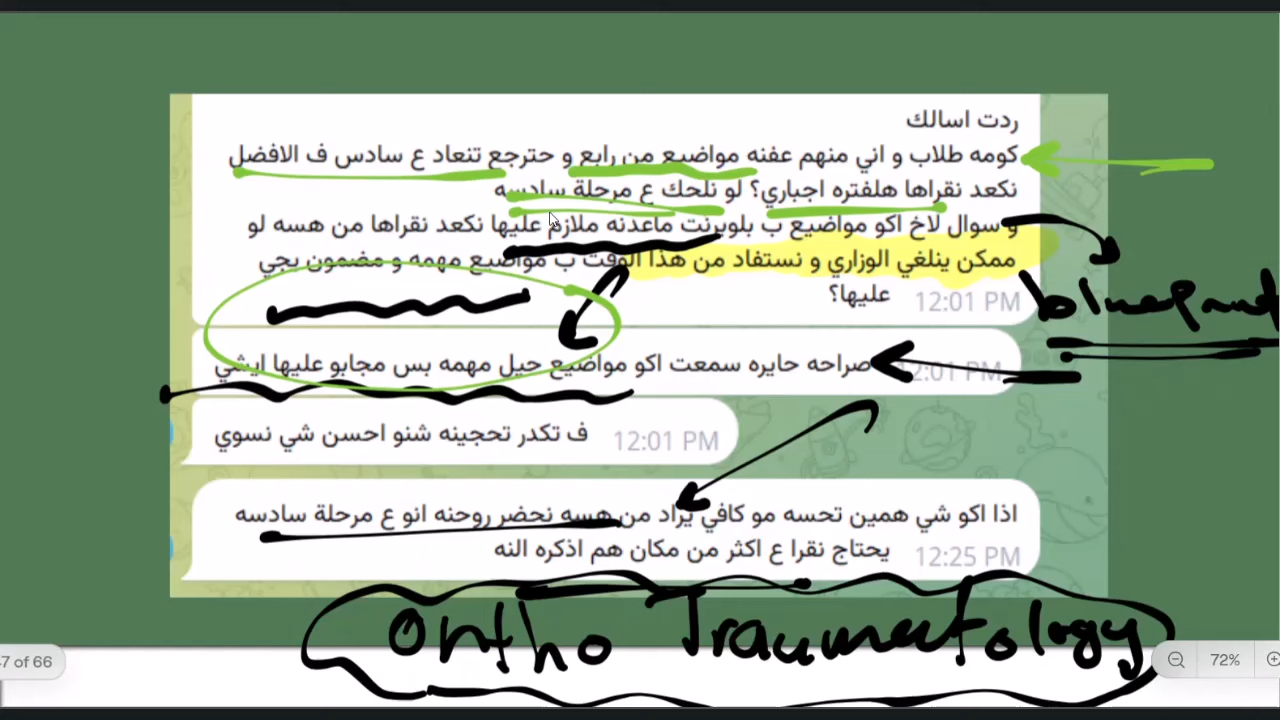 ردت اسالك
كومه طلاب و اني منهم عفنه مواضيع من رابع و حترجع تنعاد ع سادس ف الافضل
نكعد نقراها هلفتره اجباري؟ لو نلحك ع مرحلة سادسه
و سوال لاخ اكو مواضيع ب بلوبرنت ماعدنه ملازم عليها نكعد نقراها من هسه لو
ممكن ينلغي الوزاري و نستفاد من هذا الوقت ب مواضيع مهمه و مضمون يجي
عليها؟ 12:01 PM
blueprint
صراحه حايره سمعت اكو مواضيع حيل مهمه بس مجابو عليها ايشي 12:01 PM
ف تكدر تحجينه شنو احسن شي نسوي 12:01 PM
اذا اكو شي همين تحسه مو كافي يراد من هسه نحضر روحنه انو ع مرحلة سادسه
يحتاج نقرا ع اكثر من مكان هم اذكره النه 12:25 PM
Ortho Traumatology
47 of 66
72%